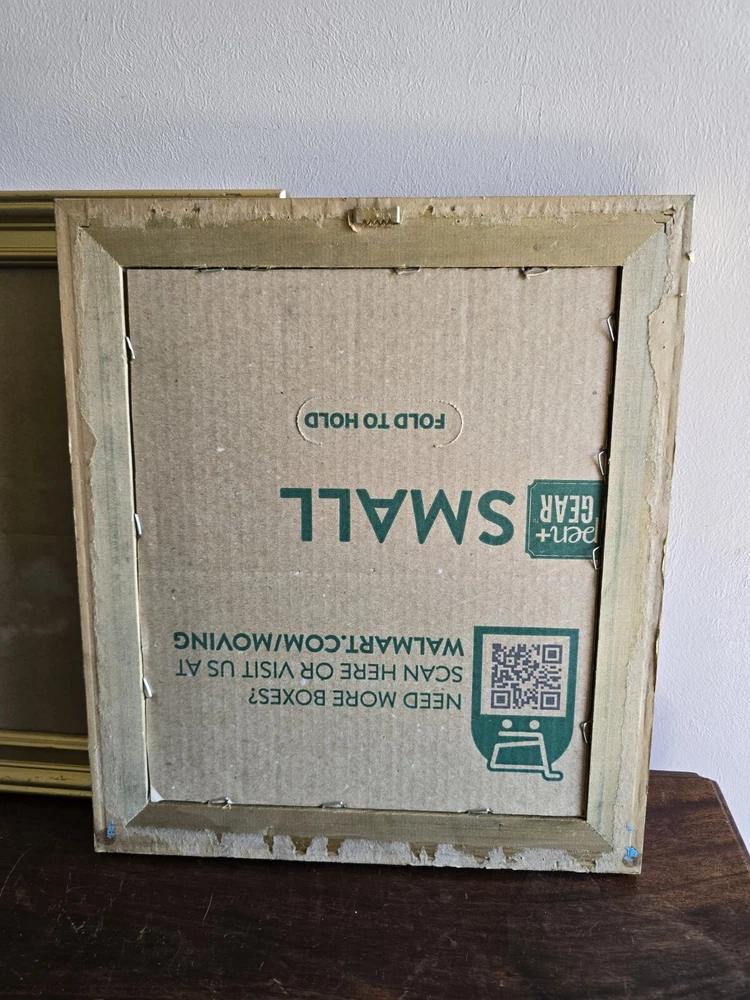 NEED MORE BOXES?
SCAN HERE OR VISIT US AT
WALMART.COM/MOVING
pen+
GEAR
SMALL
FOLD TO HOLD